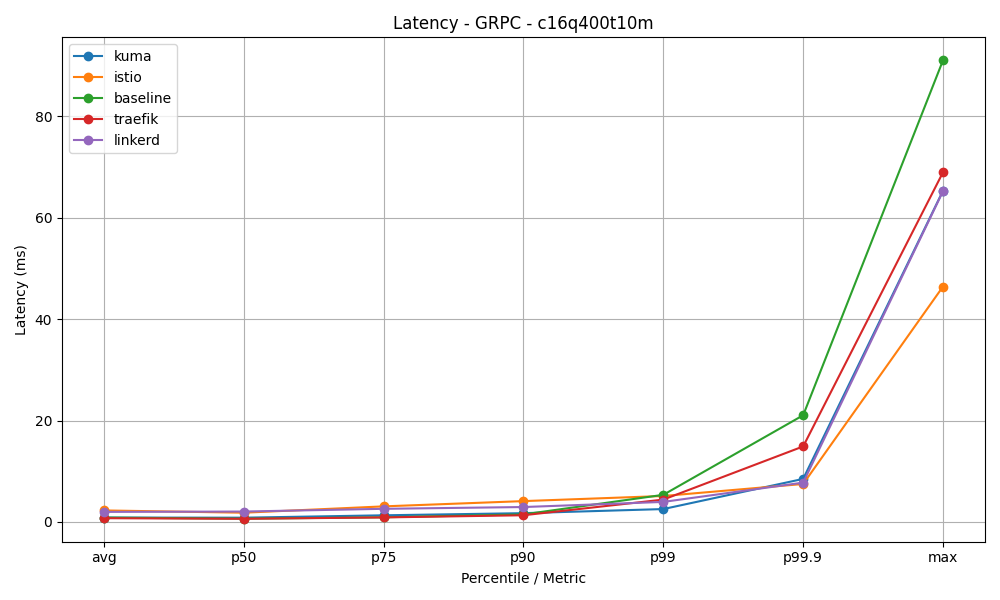 Latency - GRPC - c16q400t10m
kuma
istio
baseline
traefik
linkerd
Latency (ms)
80
60
40
20
0
avg p50 p75 p90 p99 p99.9 max
Percentile / Metric